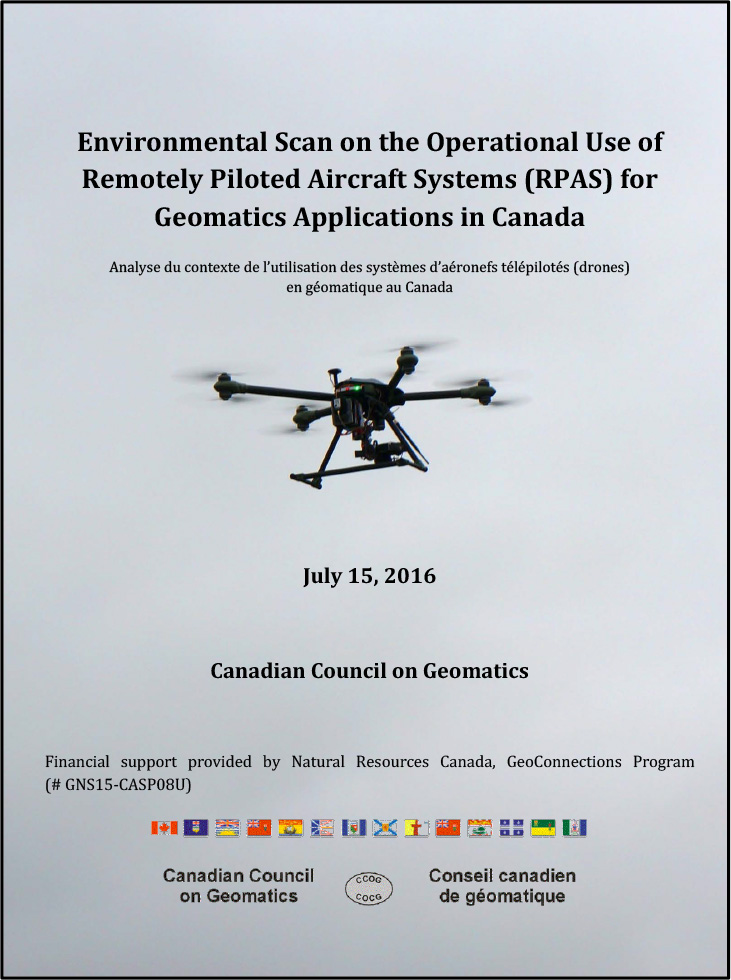 Environmental Scan on the Operational Use of
Remotely Piloted Aircraft Systems (RPAS) for
Geomatics Applications in Canada
Analyse du contexte de l'utilisation des systèmes d'aéronefs télépilotés (drones)
en géomatique au Canada
July 15, 2016
Canadian Council on Geomatics
Financial support provided by Natural Resources Canada, GeoConnections Program
(# GNS15-CASP08U)
Canadian Council
on Geomatics
CCOG
COCG
Conseil canadien
de géomatique